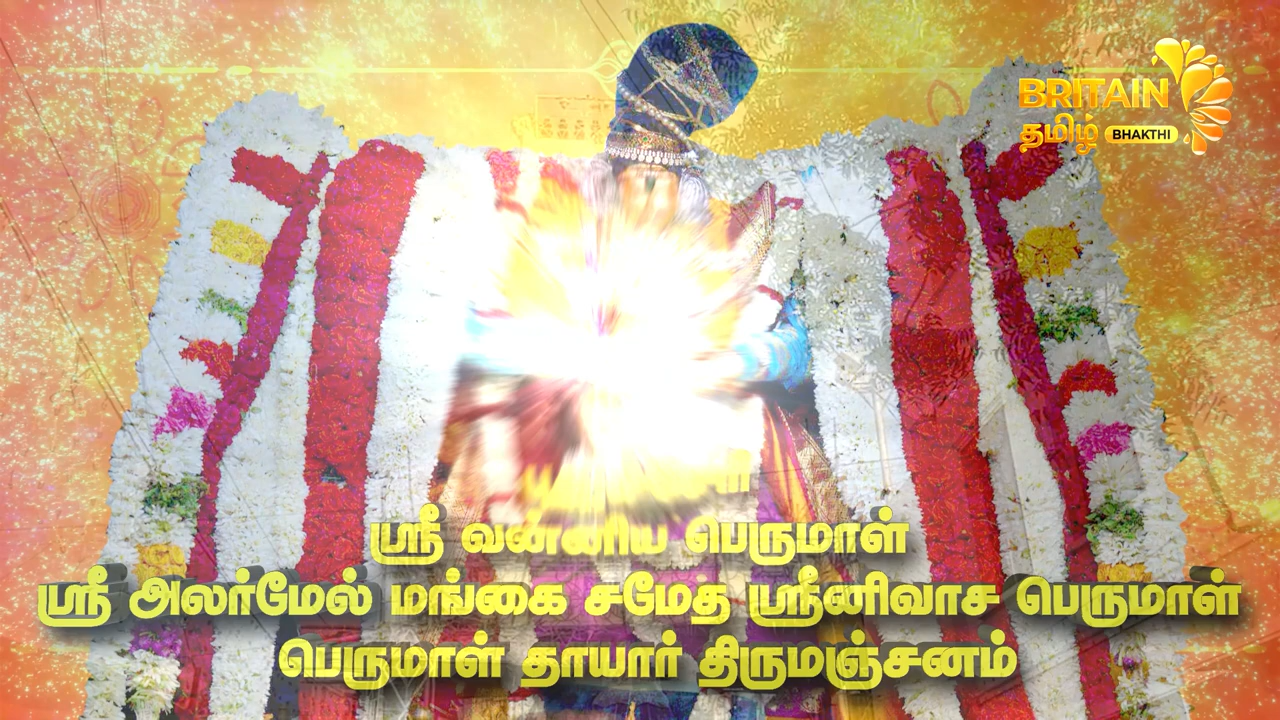 BRITAIN
தமிழ் BHAKTHI
ஸ்ரீ வன்னிய பெருமாள்
ஸ்ரீ அலர்மேல் மங்கை சமேத ஸ்ரீனிவாச பெருமாள்
பெருமாள் தாயார் திருமஞ்சனம்